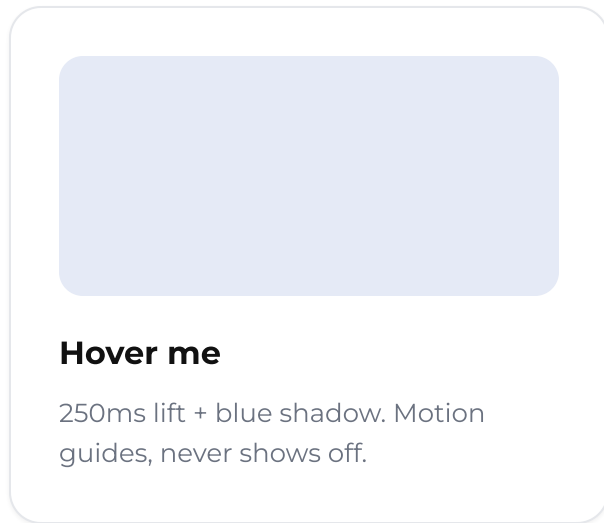 Hover me
250ms lift + blue shadow. Motion
guides, never shows off.